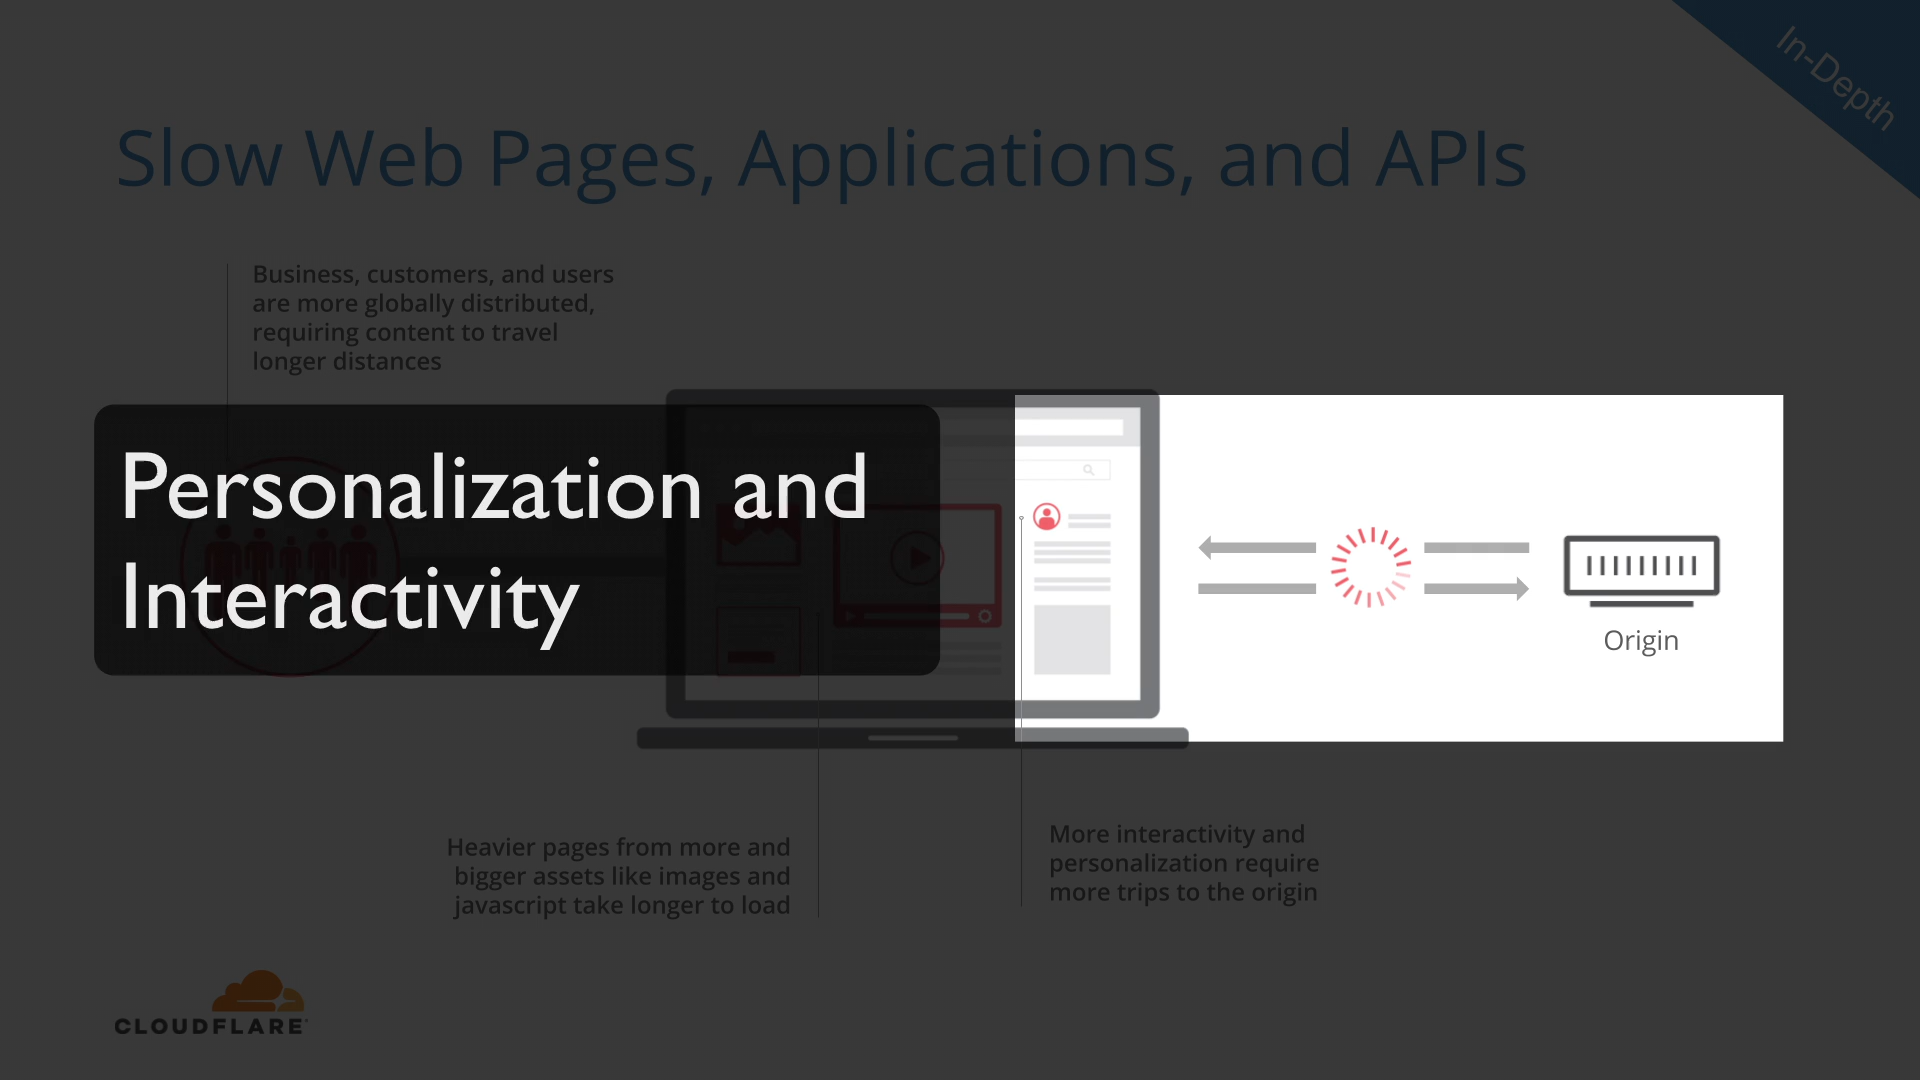 In-Depth
Slow Web Pages, Applications, and APIs
Business, customers, and users
are more globally distributed,
requiring content to travel
longer distances
Personalization and
Interactivity
Origin
Heavier pages from more and
bigger assets like images and
javascript take longer to load
More interactivity and
personalization require
more trips to the origin
CLOUDFLARE